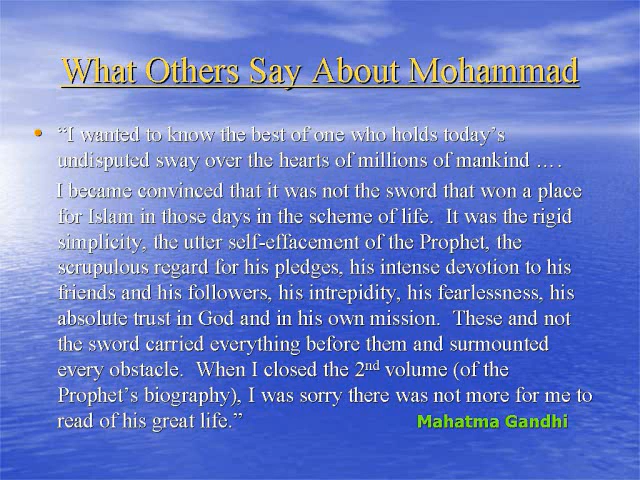 What Others Say About Mohammad
• “I wanted to know the best of one who holds today’s
undisputed sway over the hearts of millions of mankind ….
I became convinced that it was not the sword that won a place
for Islam in those days in the scheme of life. It was the rigid
simplicity, the utter self-effacement of the Prophet, the
scrupulous regard for his pledges, his intense devotion to his
friends and his followers, his intrepidity, his fearlessness, his
absolute trust in God and in his own mission. These and not
the sword carried everything before them and surmounted
every obstacle. When I closed the 2nd volume (of the
Prophet’s biography), I was sorry there was not more for me to
read of his great life.” Mahatma Gandhi